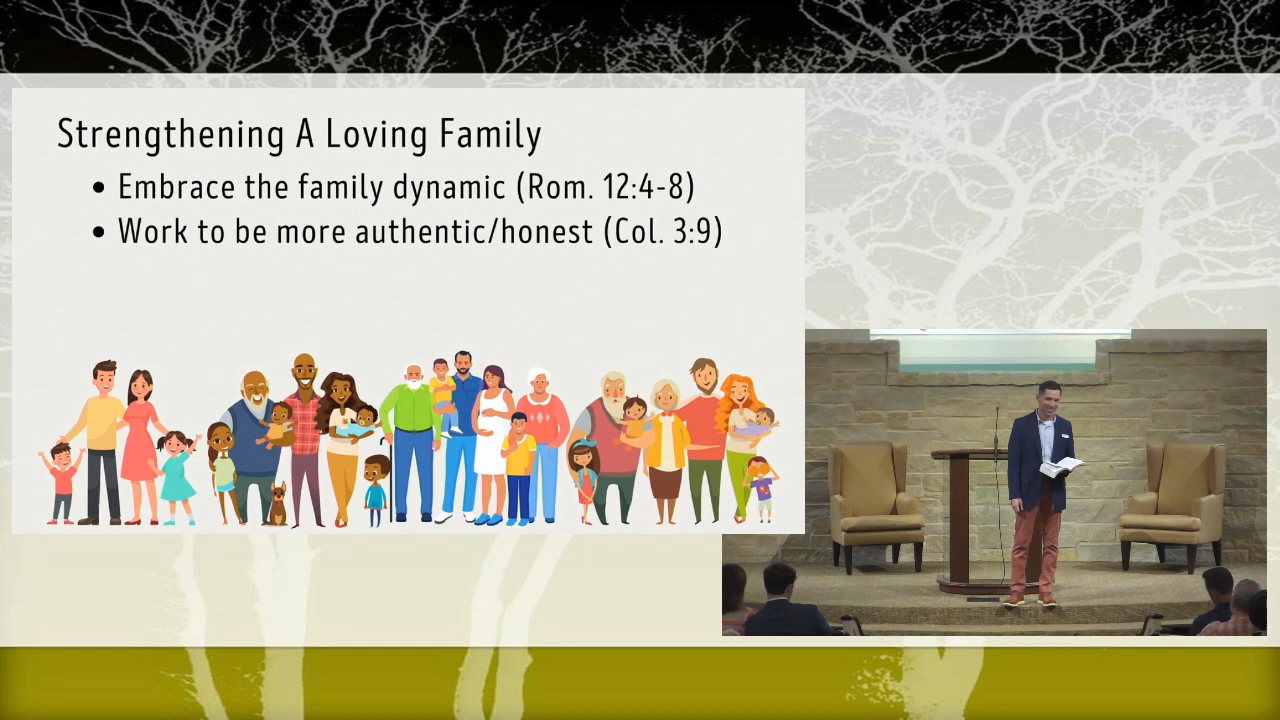 Strengthening A Loving Family
• Embrace the family dynamic (Rom. 12:4-8)
• Work to be more authentic/honest (Col. 3:9)